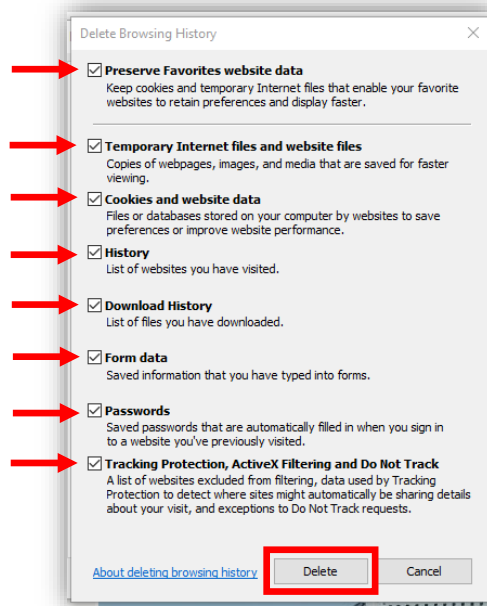 Delete Browsing History
Preserve Favorites website data
Keep cookies and temporary Internet files that enable your favorite
websites to retain preferences and display faster.
Temporary Internet files and website files
Copies of webpages, images, and media that are saved for faster
viewing.
Cookies and website data
Files or databases stored on your computer by websites to save
preferences or improve website performance.
History
List of websites you have visited.
Download History
List of files you have downloaded.
Form data
Saved information that you have typed into forms.
Passwords
Saved passwords that are automatically filled in when you sign in
to a website you've previously visited.
Tracking Protection, ActiveX Filtering and Do Not Track
A list of websites excluded from filtering, data used by Tracking
Protection to detect where sites might automatically be sharing details
about your visit, and exceptions to Do Not Track requests.
About deleting browsing history Delete Cancel